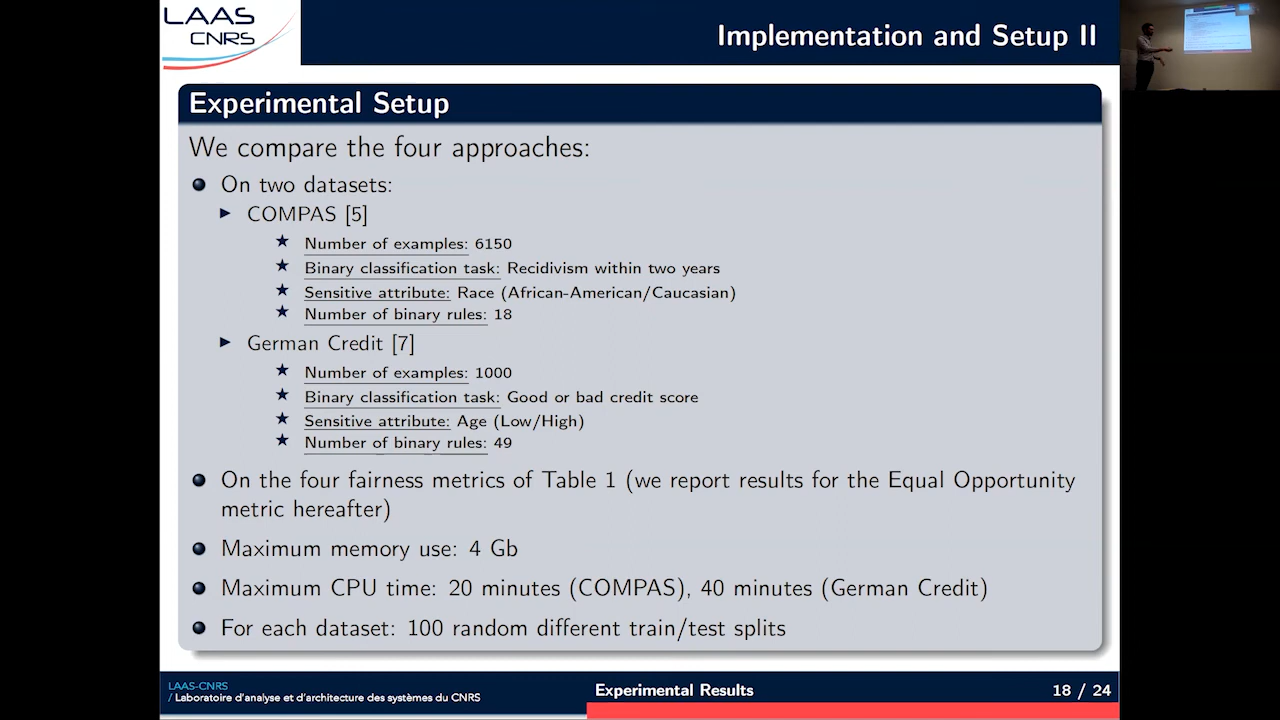 LAAS
CNRS
Implementation and Setup II
Experimental Setup
We compare the four approaches:
On two datasets:
COMPAS [5]
Number of examples: 6150
Binary classification task: Recidivism within two years
Sensitive attribute: Race (African-American/Caucasian)
Number of binary rules: 18
German Credit [7]
Number of examples: 1000
Binary classification task: Good or bad credit score
Sensitive attribute: Age (Low/High)
Number of binary rules: 49
On the four fairness metrics of Table 1 (we report results for the Equal Opportunity
metric hereafter)
Maximum memory use: 4 Gb
Maximum CPU time: 20 minutes (COMPAS), 40 minutes (German Credit)
For each dataset: 100 random different train/test splits
LAAS-CNRS
/ Laboratoire d'analyse et d'architecture des systèmes du CNRS
Experimental Results
18 / 24